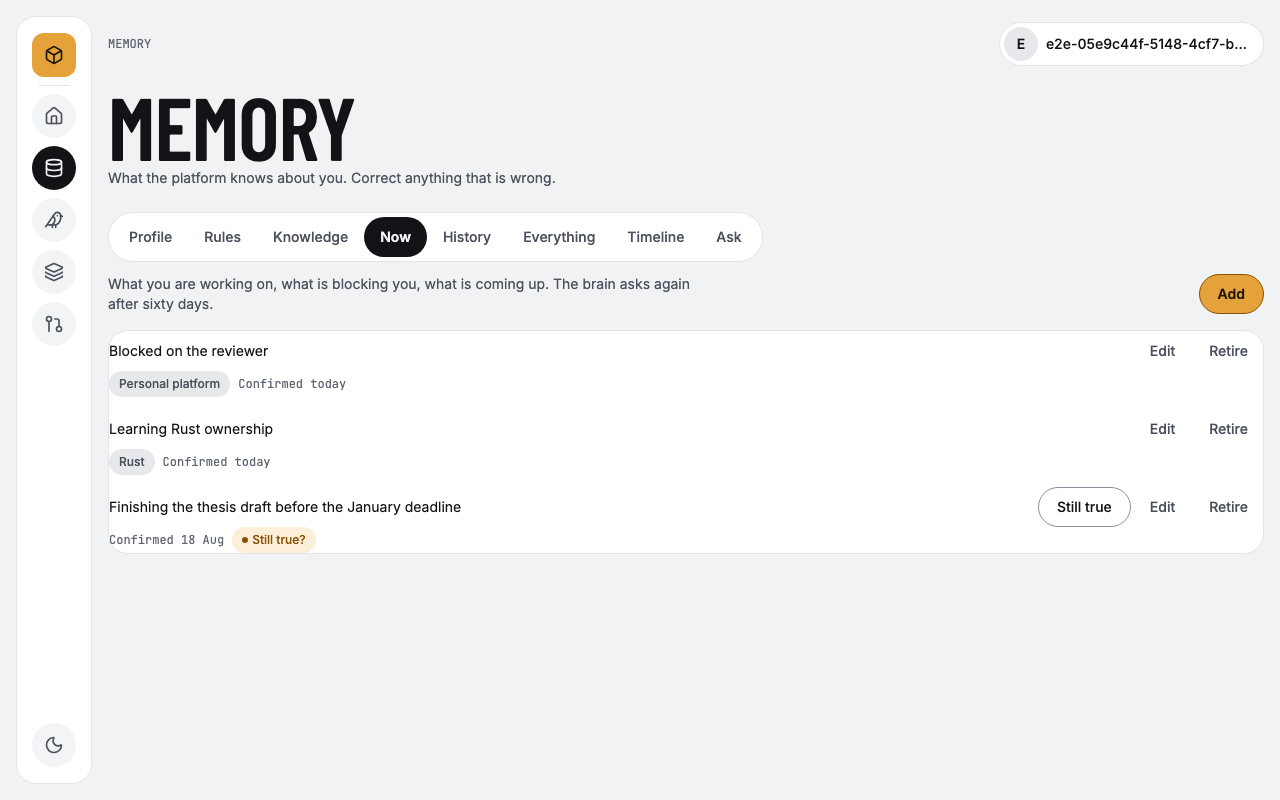 MEMORY
E
e2e-05e9c44f-5148-4cf7-b...
MEMORY
What the platform knows about you. Correct anything that is wrong.
Profile Rules Knowledge Now History Everything Timeline Ask
What you are working on, what is blocking you, what is coming up. The brain asks again
after sixty days.
Add
Blocked on the reviewer
Edit Retire
Personal platform Confirmed today
Learning Rust ownership
Edit Retire
Rust Confirmed today
Finishing the thesis draft before the January deadline
Still true Edit Retire
Confirmed 18 Aug Still true?